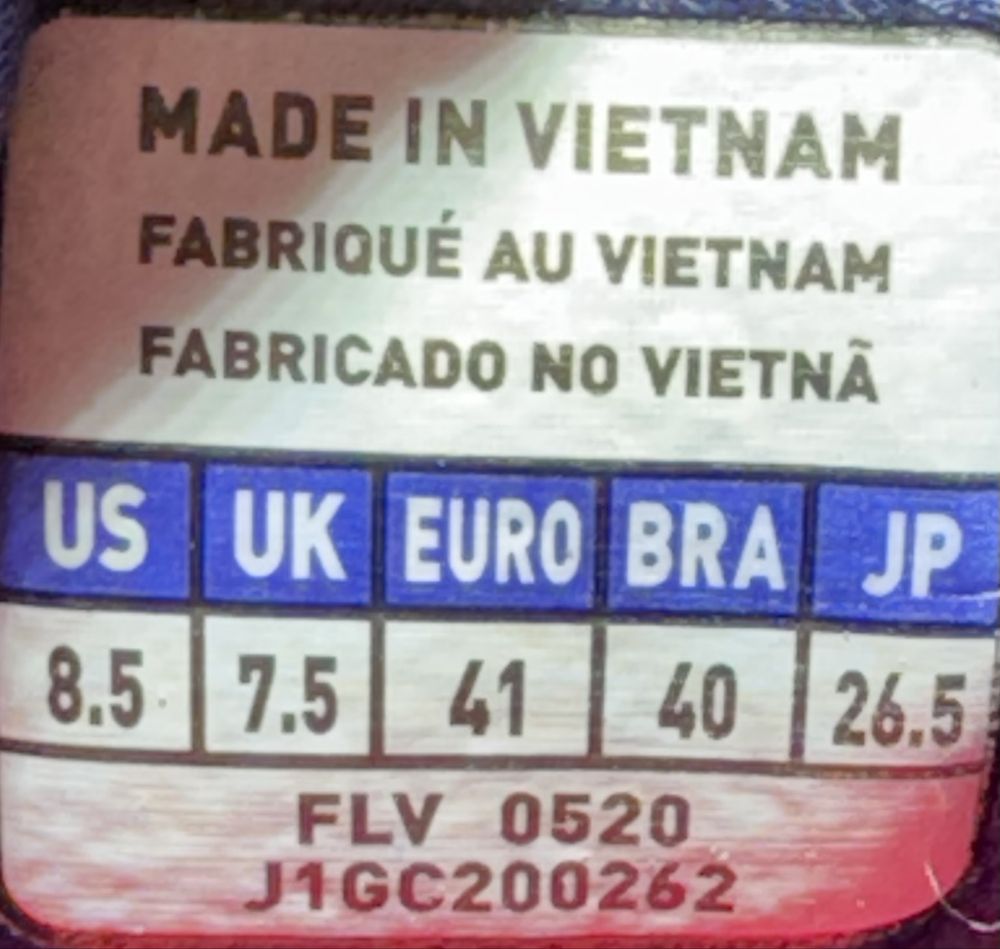 MADE IN VIETNAM
FABRIQUÉ AU VIETNAM
FABRICADO NO VIETNÃ
US UK EURO BRA JP
8.5 7.5 41 40 26.5
FLV 0520
J1GC200262